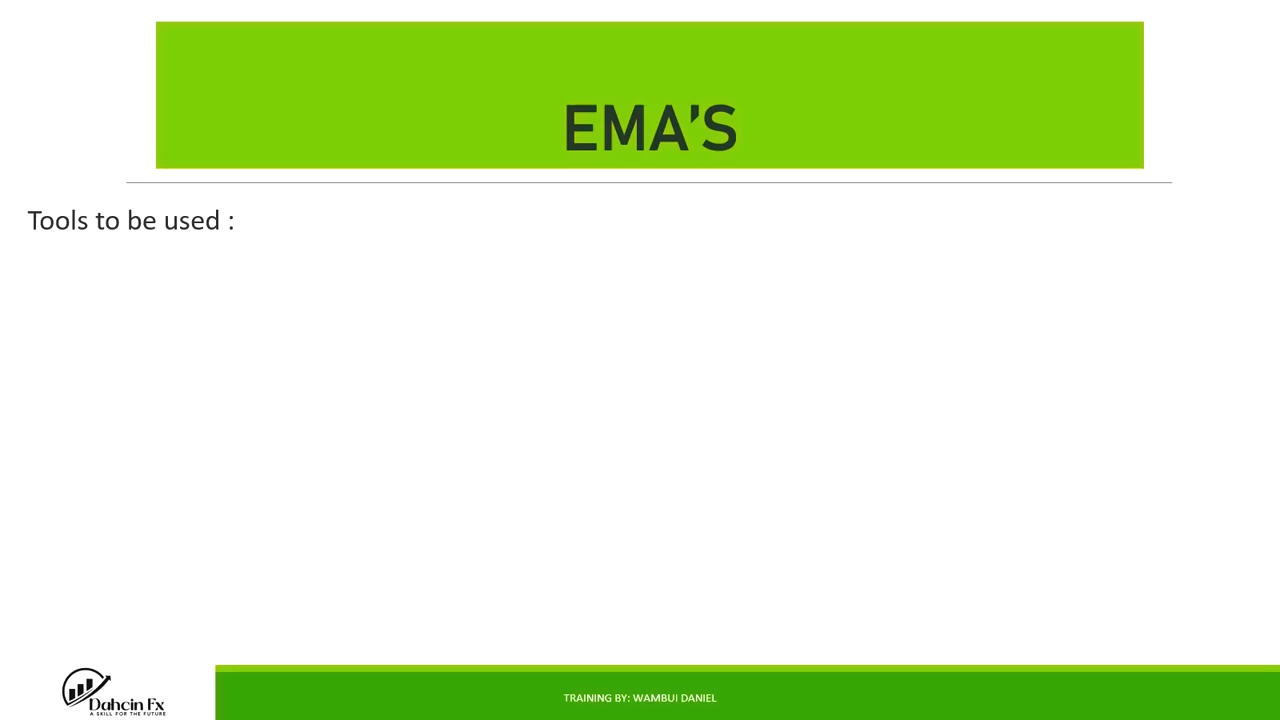 EMA'S
Tools to be used :
Dahcin Fx
A SKILL FOR THE FUTURE
TRAINING BY: WAMBUI DANIEL